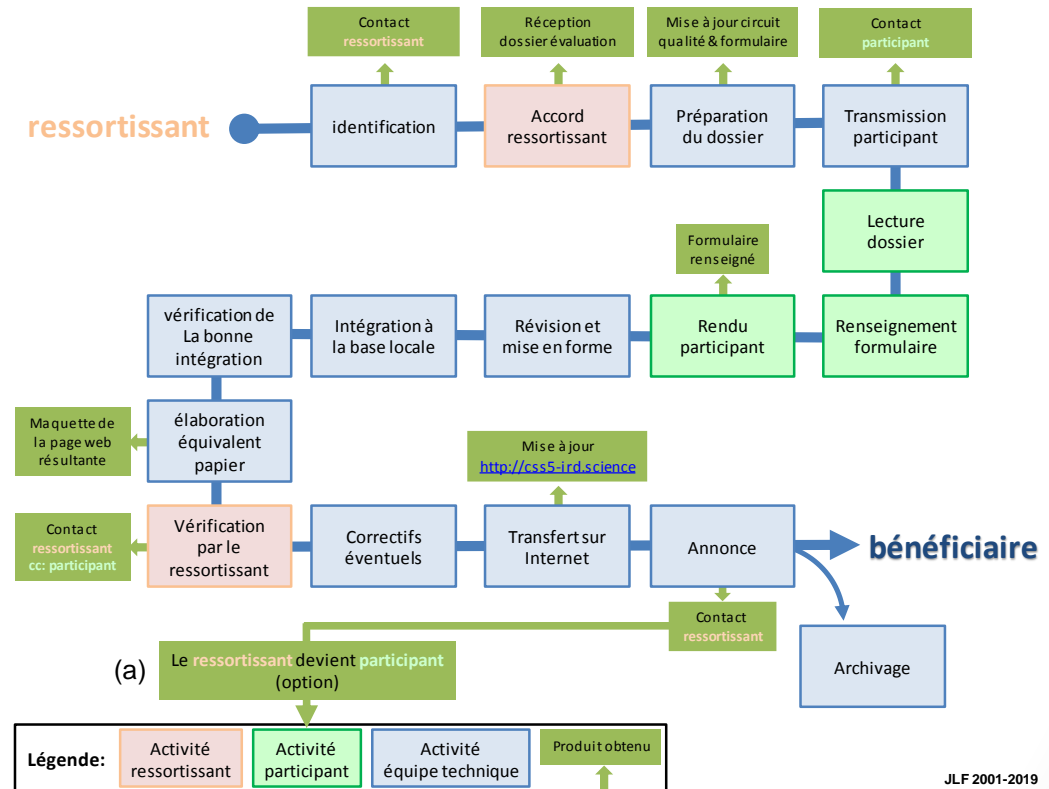 Contact
ressortissant
Réception
dossier évaluation
Mise à jour circuit
qualité & formulaire
Contact
participant
ressortissant
identification
Accord
ressortissant
Préparation
du dossier
Transmission
participant
Lecture
dossier
Formulaire
renseigné
vérification de
La bonne
intégration
Intégration à
la base locale
Révision et
mise en forme
Rendu
participant
Renseignement
formulaire
Maquette de
la page web
résultante
élaboration
équivalent
papier
Mise à jour
http://css5-ird.science
Contact
ressortissant
cc: participant
Vérification
par le
ressortissant
Correctifs
éventuels
Transfert sur
Internet
Annonce
bénéficiaire
Contact
ressortissant
(a)
Le ressortissant devient participant
(option)
Archivage
Légende:
Activité
ressortissant
Activité
participant
Activité
équipe technique
Produit obtenu
JLF 2001-2019